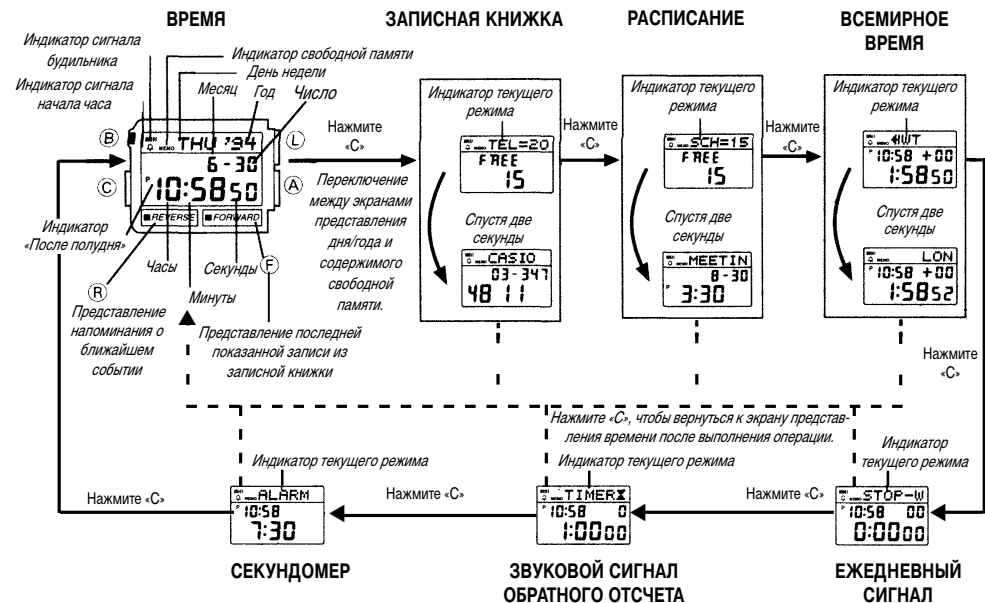 ВРЕМЯ
ЗАПИСНАЯ КНИЖКА
РАСПИСАНИЕ
ВСЕМИРНОЕ
ВРЕМЯ
Индикатор сигнала
будильника
Индикатор сигнала
начала часа
Индикатор свободной памяти
День недели
Месяц
Год
Число
B
L
C
A
MEMO
THU '94
6-30
P
10:58 50
REVERSE
FORWARD
Индикатор
«После полудня»
Часы
Секунды
F
R
Минуты
Представление
напоминания о
ближайшем
событии
Представление последней
показанной записи из
записной книжки
Нажмите
«C»
Переключение
между экранами
представления
дня/года и
содержимого
свободной
памяти.
Индикатор текущего
режима
TEL=20
FREE
15
Спустя две
секунды
CASIO
03-347
48 11
Нажмите
«C»
Индикатор текущего
режима
SCH=15
FREE
15
Спустя две
секунды
MEETIN
8-30
P
3:30
Нажмите
«C»
Индикатор текущего
режима
WT
P 10:58 +00
1:58 50
Спустя две
секунды
LON
P 10:58 +00
1:58 52
Нажмите
«C»
Нажмите «C», чтобы вернуться к экрану представ-
ления времени после выполнения операции.
Индикатор текущего режима
Индикатор текущего режима
Индикатор
текущего режима
Нажмите «C»
ALARM
P 10:58
7:30
Нажмите «C»
TIMER
P 10:58 0
1:00 00
Нажмите «C»
STOP-W
P 10:58 00
0:00 00
СЕКУНДОМЕР
ЗВУКОВОЙ СИГНАЛ
ОБРАТНОГО ОТСЧЕТА
ЕЖЕДНЕВНЫЙ
СИГНАЛ